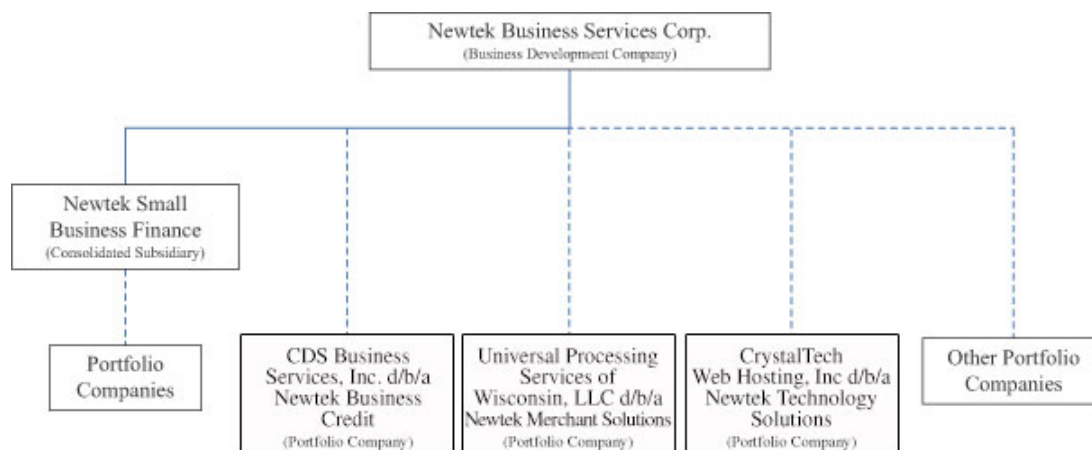 Newtek Business Services Corp.
(Business Development Company)
Newtek Small
Business Finance
(Consolidated Subsidiary)
Portfolio
Companies
CDS Business
Services, Inc. d/b/a
Newtek Business
Credit
(Portfolio Company)
Universal Processing
Services of
Wisconsin, LLC d/b/a
Newtek Merchant Solutions
(Portfolio Company)
CrystalTech
Web Hosting, Inc d/b/a
Newtek Technology
Solutions
(Portfolio Company)
Other Portfolio
Companies